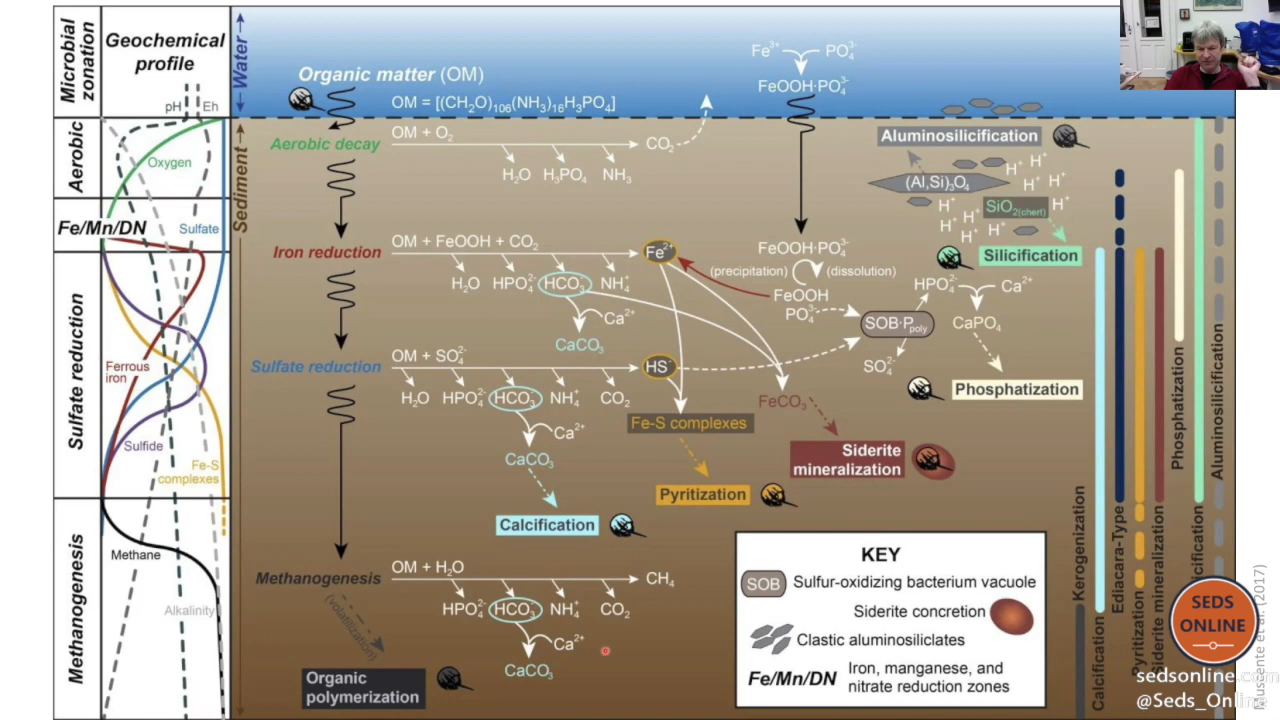 Microbial
zonation
Geochemical
profile
pH
Eh
Aerobic
Oxygen
Fe/Mn/DN
Sulfate
Sulfate reduction
Ferrous
iron
Sulfide
Fe-S
complexes
Methanogenesis
Methane
Alkalinity
Water
Sediment
Organic matter (OM)
OM = [(CH₂O)₁₀₆(NH₃)₁₆H₃PO₄]
Aerobic decay
OM + O₂
CO₂
H₂O H₃PO₄ NH₃
Iron reduction
OM + FeOOH + CO₂
Fe²⁺
H₂O HPO₄²⁻ HCO₃⁻ NH₄⁺
Ca²⁺
CaCO₃
Sulfate reduction
OM + SO₄²⁻
HS⁻
H₂O HPO₄²⁻ HCO₃⁻ NH₄⁺ CO₂
Ca²⁺
CaCO₃
Calcification
Fe-S complexes
Pyritization
Methanogenesis
OM + H₂O
CH₄
(volatilization)
HPO₄²⁻ HCO₃⁻ NH₄⁺ CO₂
Ca²⁺
CaCO₃
Organic
polymerization
Fe³⁺ PO₄³⁻
FeOOH·PO₄³⁻
FeOOH·PO₄³⁻
(precipitation) (dissolution)
FeOOH
PO₄³⁻
FeCO₃
Siderite
mineralization
SOB·Ppoly
SO₄²⁻
HPO₄²⁻ Ca²⁺
CaPO₄
Phosphatization
Aluminosilicification
(Al,Si)₃O₄
H⁺ H⁺
H⁺ H⁺
H⁺ H⁺
H⁺ H⁺
H⁺ H⁺
SiO₂(chert)
Silicification
KEY
SOB
Sulfur-oxidizing bacterium vacuole
Siderite concretion
Clastic aluminosiliclates
Fe/Mn/DN
Iron, manganese, and
nitrate reduction zones
Kerogenization
Calcification
Ediacara-Type
Pyritization
Siderite mineralization
Phosphatization
Aluminosilicification
SEDS
ONLINE
sedsonline.com
@Seds_Online